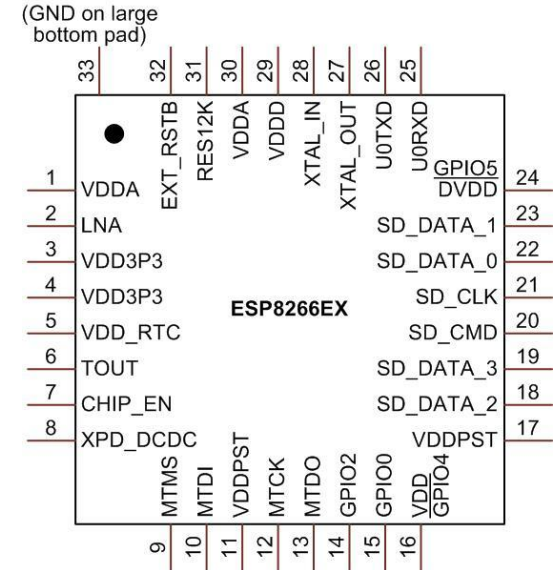 (GND on large
bottom pad)
33
32
31
30
29
28
27
26
25
EXT_RSTB
RES12K
VDDA
VDDD
XTAL_IN
XTAL_OUT
U0TXD
U0RXD
1 VDDA
2 LNA
3 VDD3P3
4 VDD3P3
5 VDD_RTC
6 TOUT
7 CHIP_EN
8 XPD_DCDC
ESP8266EX
GPIO5
DVDD 24
SD_DATA_1 23
SD_DATA_0 22
SD_CLK 21
SD_CMD 20
SD_DATA_3 19
SD_DATA_2 18
VDDPST 17
MTMS
MTDI
VDDPST
MTCK
MTDO
GPIO2
GPIO0
VDD
GPIO4
9
10
11
12
13
14
15
16